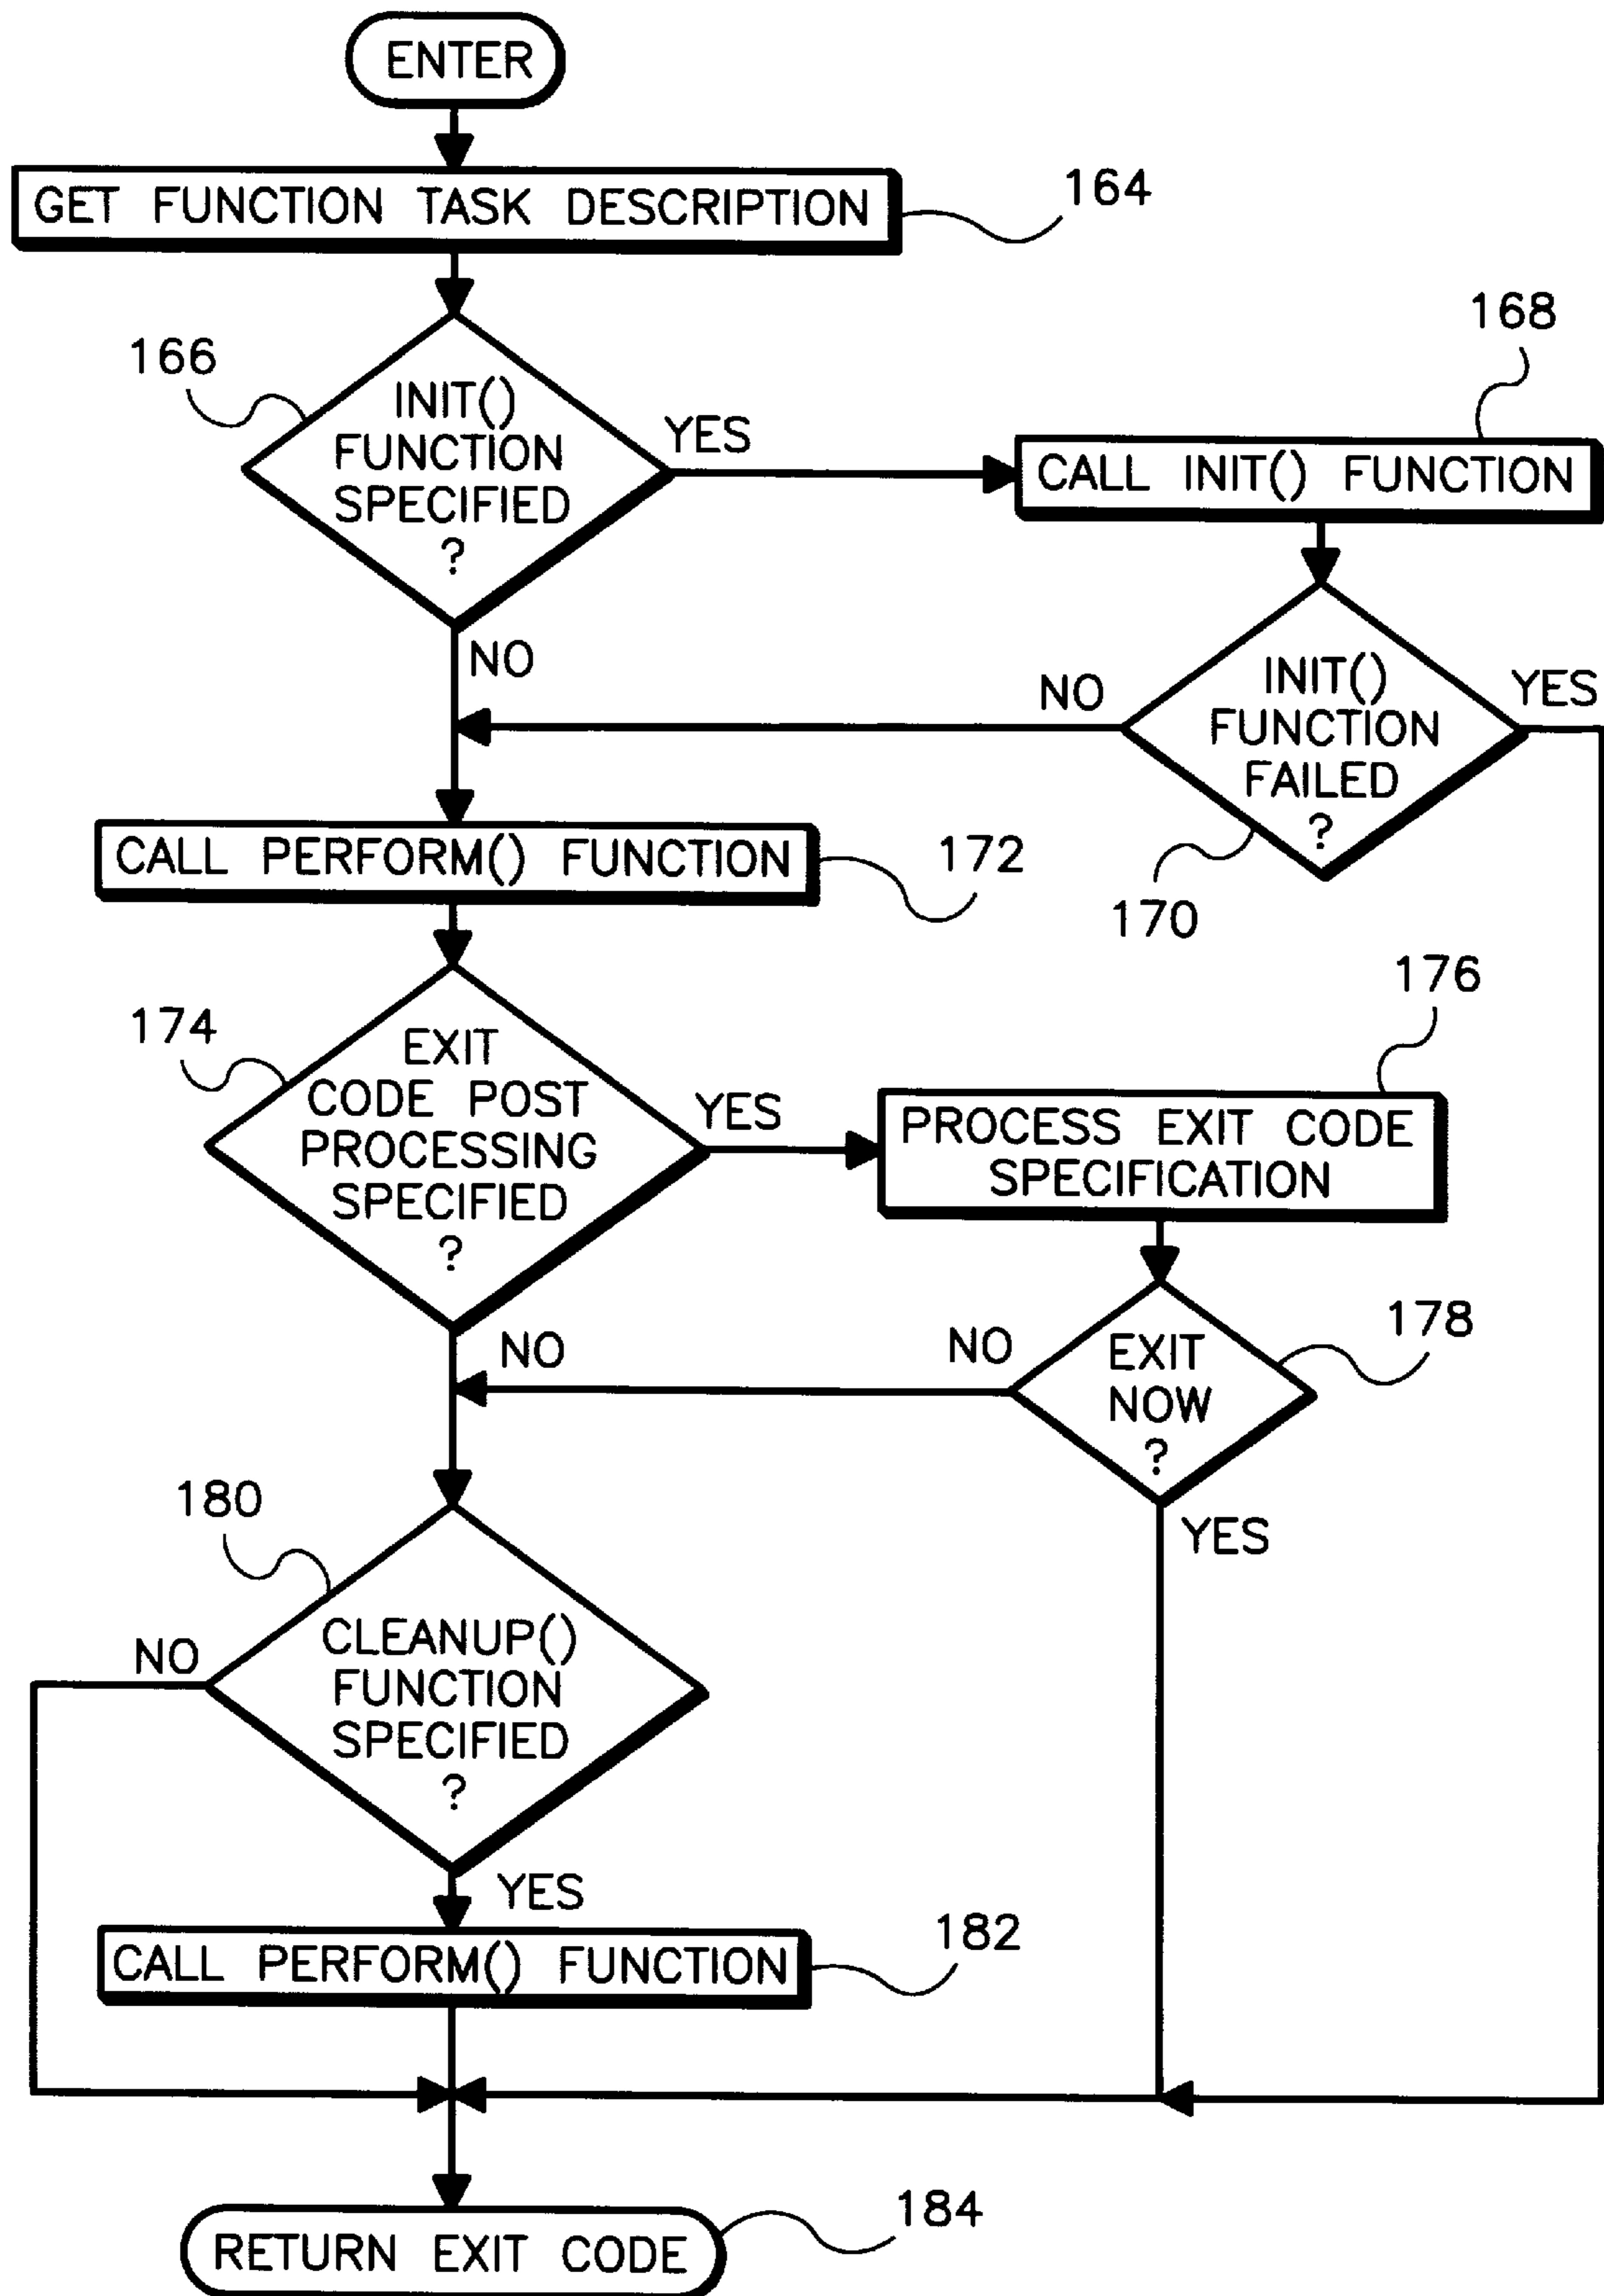 ENTER
GET FUNCTION TASK DESCRIPTION
164
166
INIT()
FUNCTION
SPECIFIED
?
YES
168
CALL INIT() FUNCTION
NO
NO
INIT()
FUNCTION
FAILED
?
YES
170
CALL PERFORM() FUNCTION
172
174
EXIT
CODE POST
PROCESSING
SPECIFIED
?
YES
176
PROCESS EXIT CODE
SPECIFICATION
NO
NO
EXIT
NOW
?
178
YES
180
NO
CLEANUP()
FUNCTION
SPECIFIED
?
YES
CALL PERFORM() FUNCTION
182
RETURN EXIT CODE
184